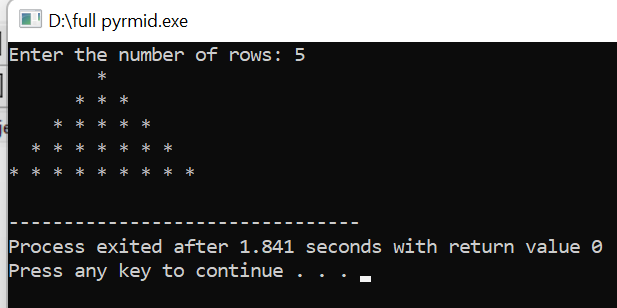 D:\full pyrmid.exe
Enter the number of rows: 5
        *
      * * *
    * * * * *
  * * * * * * *
* * * * * * * * *
--------------------------------
Process exited after 1.841 seconds with return value 0
Press any key to continue . . .